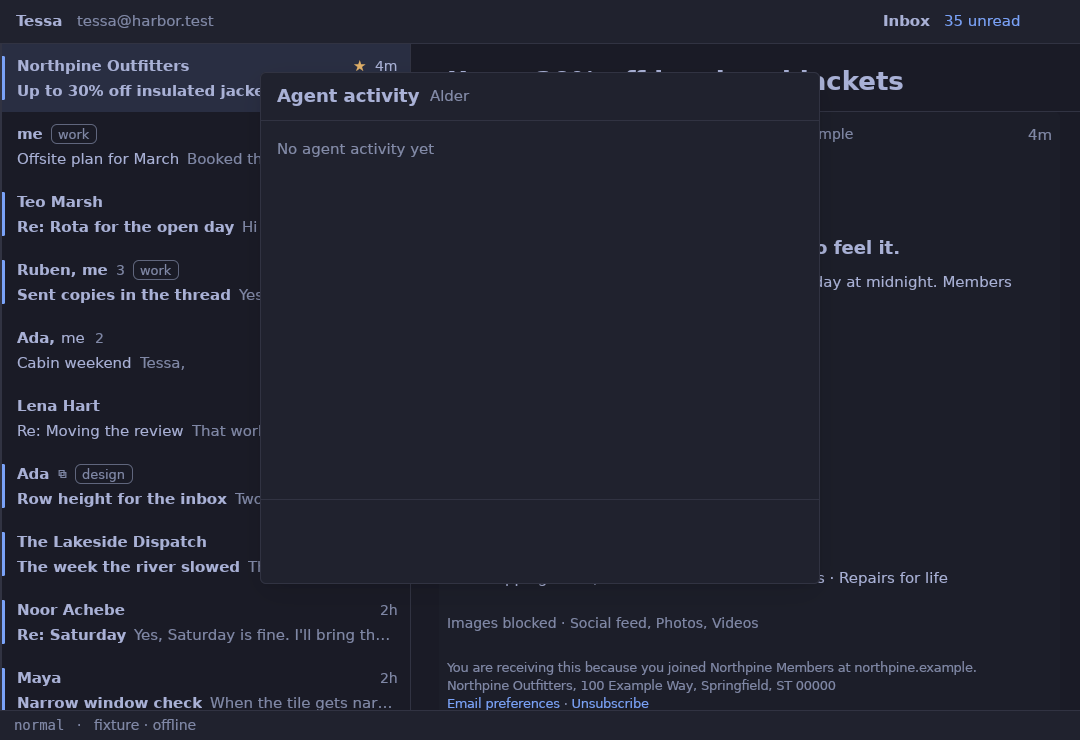 Tessa tessa@harbor.test Inbox 35 unread
Northpine Outfitters ★ 4m
Up to 30% off insulated jacke
me work
Offsite plan for March Booked th
Teo Marsh
Re: Rota for the open day Hi
Ruben, me 3 work
Sent copies in the thread Yes
Ada, me 2
Cabin weekend Tessa,
Lena Hart
Re: Moving the review That worl
Ada design
Row height for the inbox Two
The Lakeside Dispatch
The week the river slowed
Noor Achebe 2h
Re: Saturday Yes, Saturday is fine. I'll bring th…
Maya 2h
Narrow window check When the tile gets nar…
Agent activity Alder
No agent activity yet
ackets
mple 4m
o feel it.
day at midnight. Members
s · Repairs for life
Images blocked · Social feed, Photos, Videos
You are receiving this because you joined Northpine Members at northpine.example.
Northpine Outfitters, 100 Example Way, Springfield, ST 00000
Email preferences · Unsubscribe
normal · fixture · offline